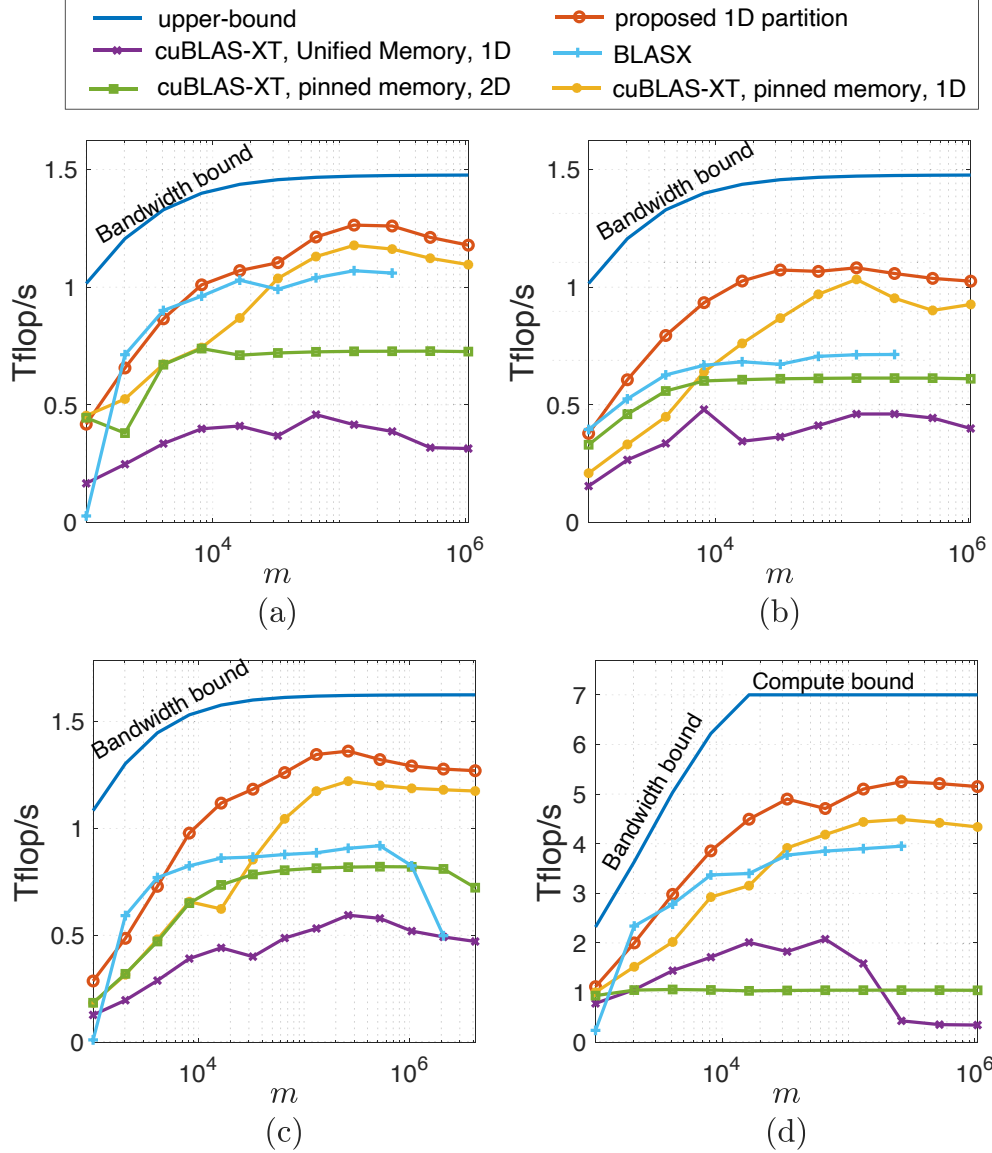 upper-bound
proposed 1D partition
cuBLAS-XT, Unified Memory, 1D
BLASX
cuBLAS-XT, pinned memory, 2D
cuBLAS-XT, pinned memory, 1D
Bandwidth bound
1.5
1
0.5
0
Tflop/s
10^4
10^6
m
(a)
Bandwidth bound
1.5
1
0.5
0
Tflop/s
10^4
10^6
m
(b)
Bandwidth bound
1.5
1
0.5
0
Tflop/s
10^4
10^6
m
(c)
Compute bound
Bandwidth bound
7
6
5
4
3
2
1
0
Tflop/s
10^4
10^6
m
(d)